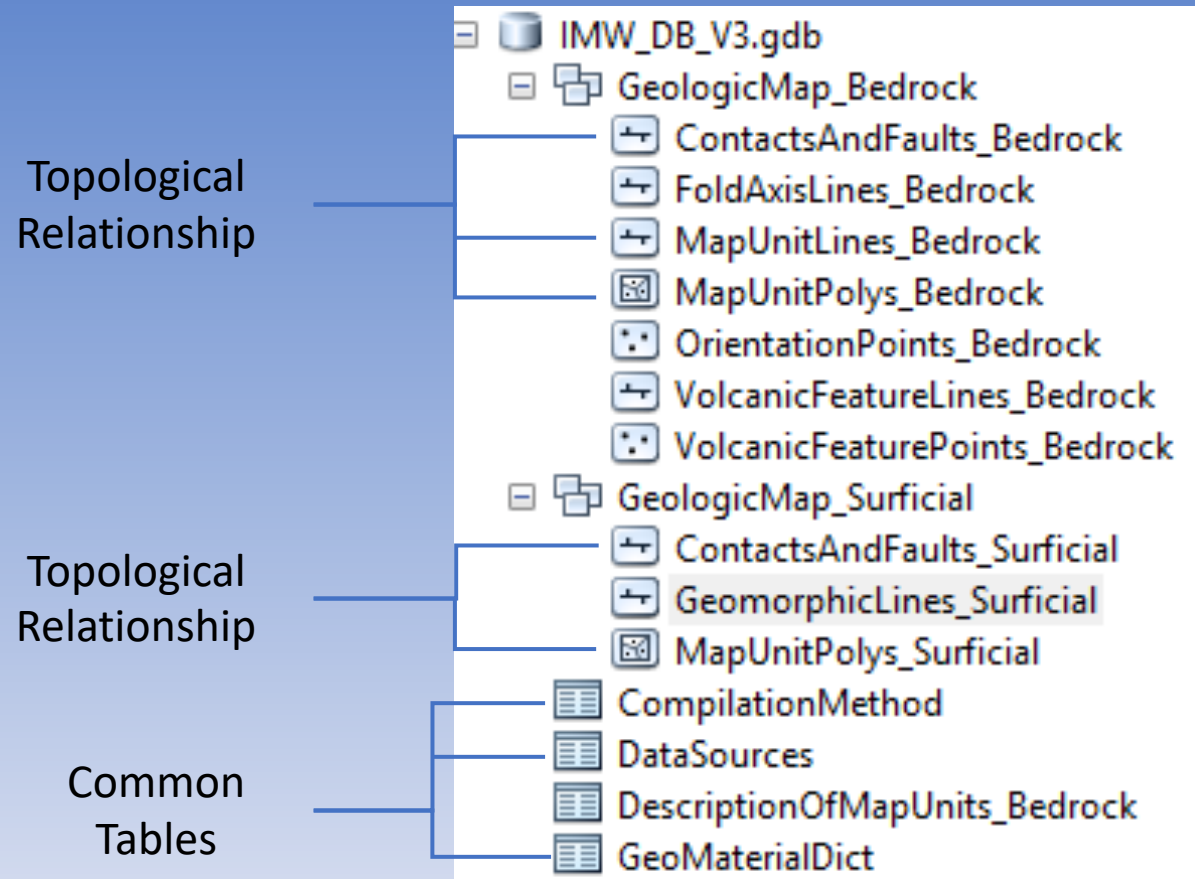 IMW_DB_V3.gdb
GeologicMap_Bedrock
Topological
Relationship
ContactsAndFaults_Bedrock
FoldAxisLines_Bedrock
MapUnitLines_Bedrock
MapUnitPolys_Bedrock
OrientationPoints_Bedrock
VolcanicFeatureLines_Bedrock
VolcanicFeaturePoints_Bedrock
GeologicMap_Surficial
Topological
Relationship
ContactsAndFaults_Surficial
GeomorphicLines_Surficial
MapUnitPolys_Surficial
Common
Tables
CompilationMethod
DataSources
DescriptionOfMapUnits_Bedrock
GeoMaterialDict